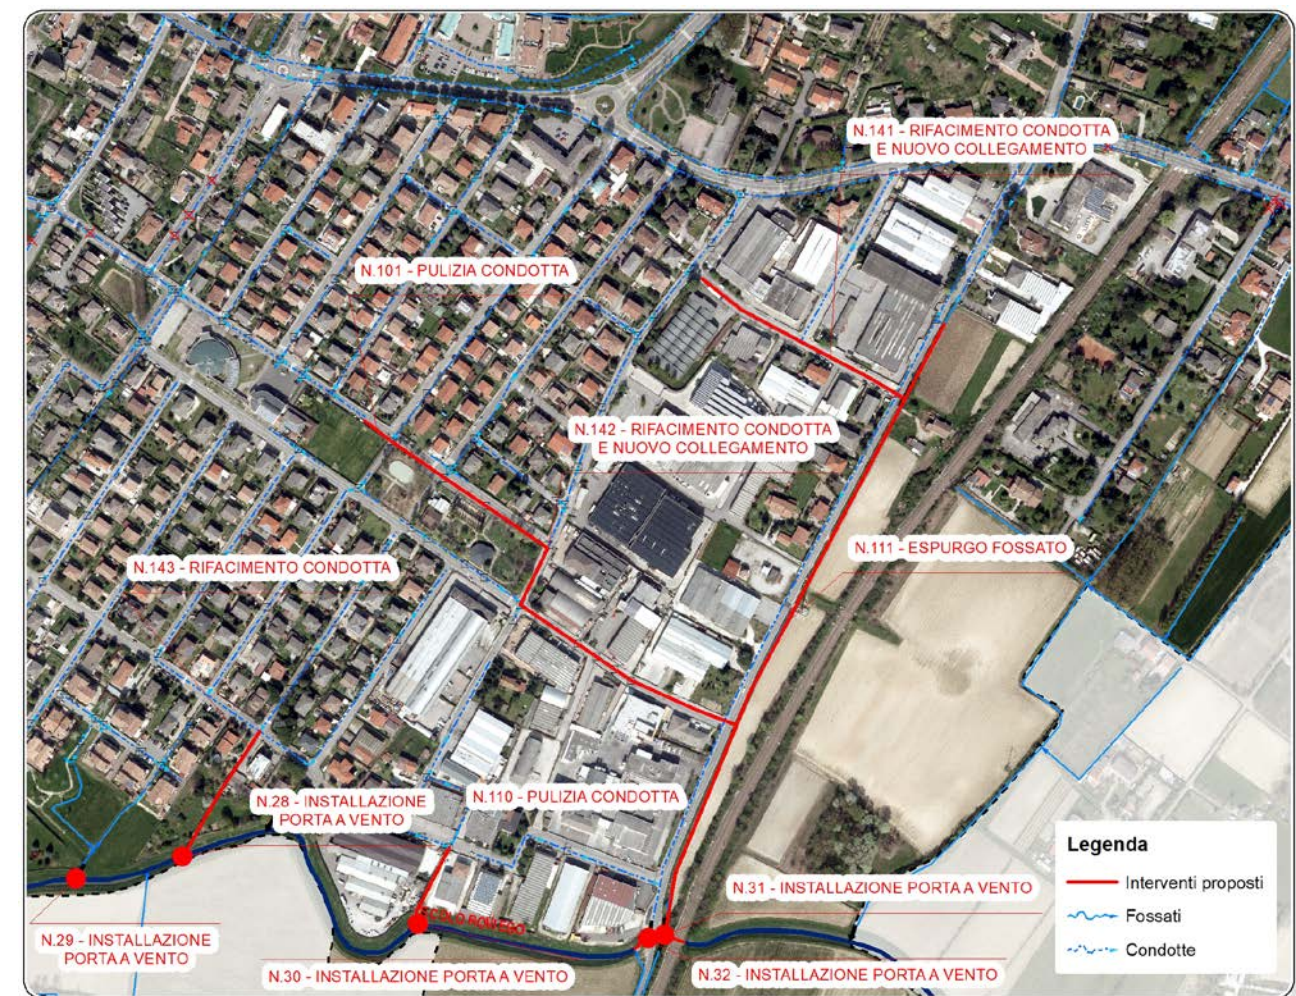 N.141 - RIFACIMENTO CONDOTTA
E NUOVO COLLEGAMENTO
N.101 - PULIZIA CONDOTTA
N.142 - RIFACIMENTO CONDOTTA
E NUOVO COLLEGAMENTO
N.111 - ESPURGO FOSSATO
N.143 - RIFACIMENTO CONDOTTA
N.28 - INSTALLAZIONE
PORTA A VENTO
N.110 - PULIZIA CONDOTTA
N.31 - INSTALLAZIONE PORTA A VENTO
N.29 - INSTALLAZIONE
PORTA A VENTO
N.30 - INSTALLAZIONE PORTA A VENTO
N.32 - INSTALLAZIONE PORTA A VENTO
Legenda
Interventi proposti
Fossati
Condotte